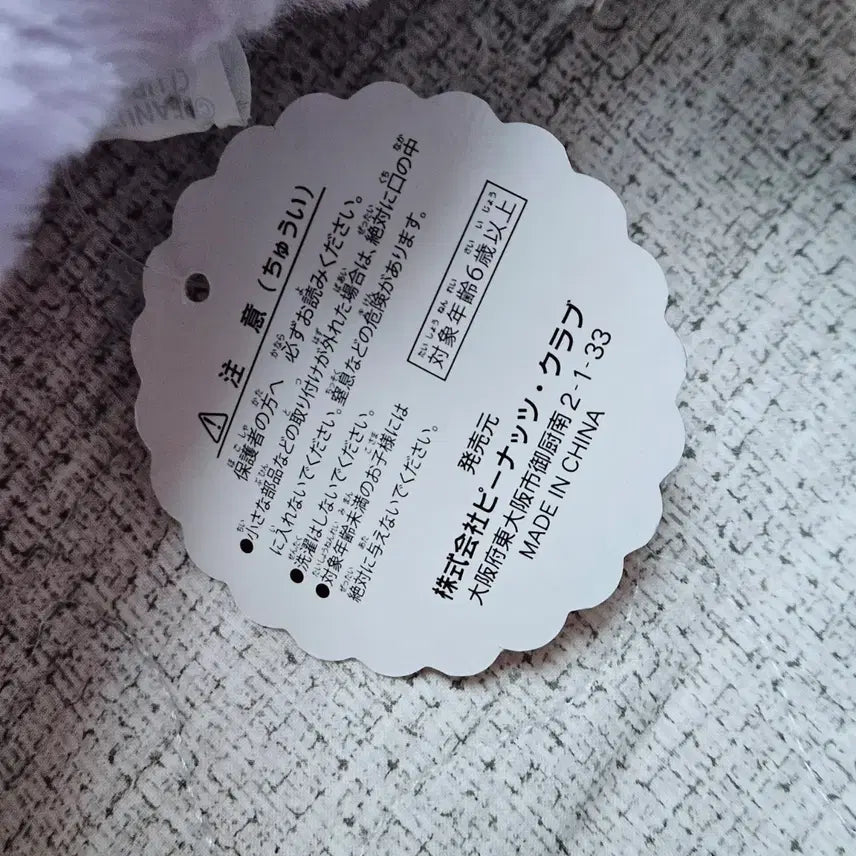 ©PEANUTS CLUB
⚠ 注意(ちゅうい)
保護者の方へ 必ずお読みください。
●小さな部品などの取り付けが外れた場合は、絶対に口の中
に入れないでください。窒息などの危険があります。
●洗濯はしないでください。
●対象年齢未満のお子様には
絶対に与えないでください。
対象年齢6歳以上
発売元
株式会社ピーナッツ・クラブ
大阪府東大阪市御厨南2-1-33
MADE IN CHINA